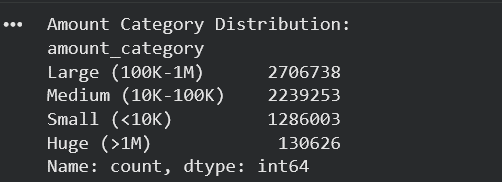 Amount Category Distribution:
amount_category
Large (100K-1M) 2706738
Medium (10K-100K) 2239253
Small (<10K) 1286003
Huge (>1M) 130626
Name: count, dtype: int64